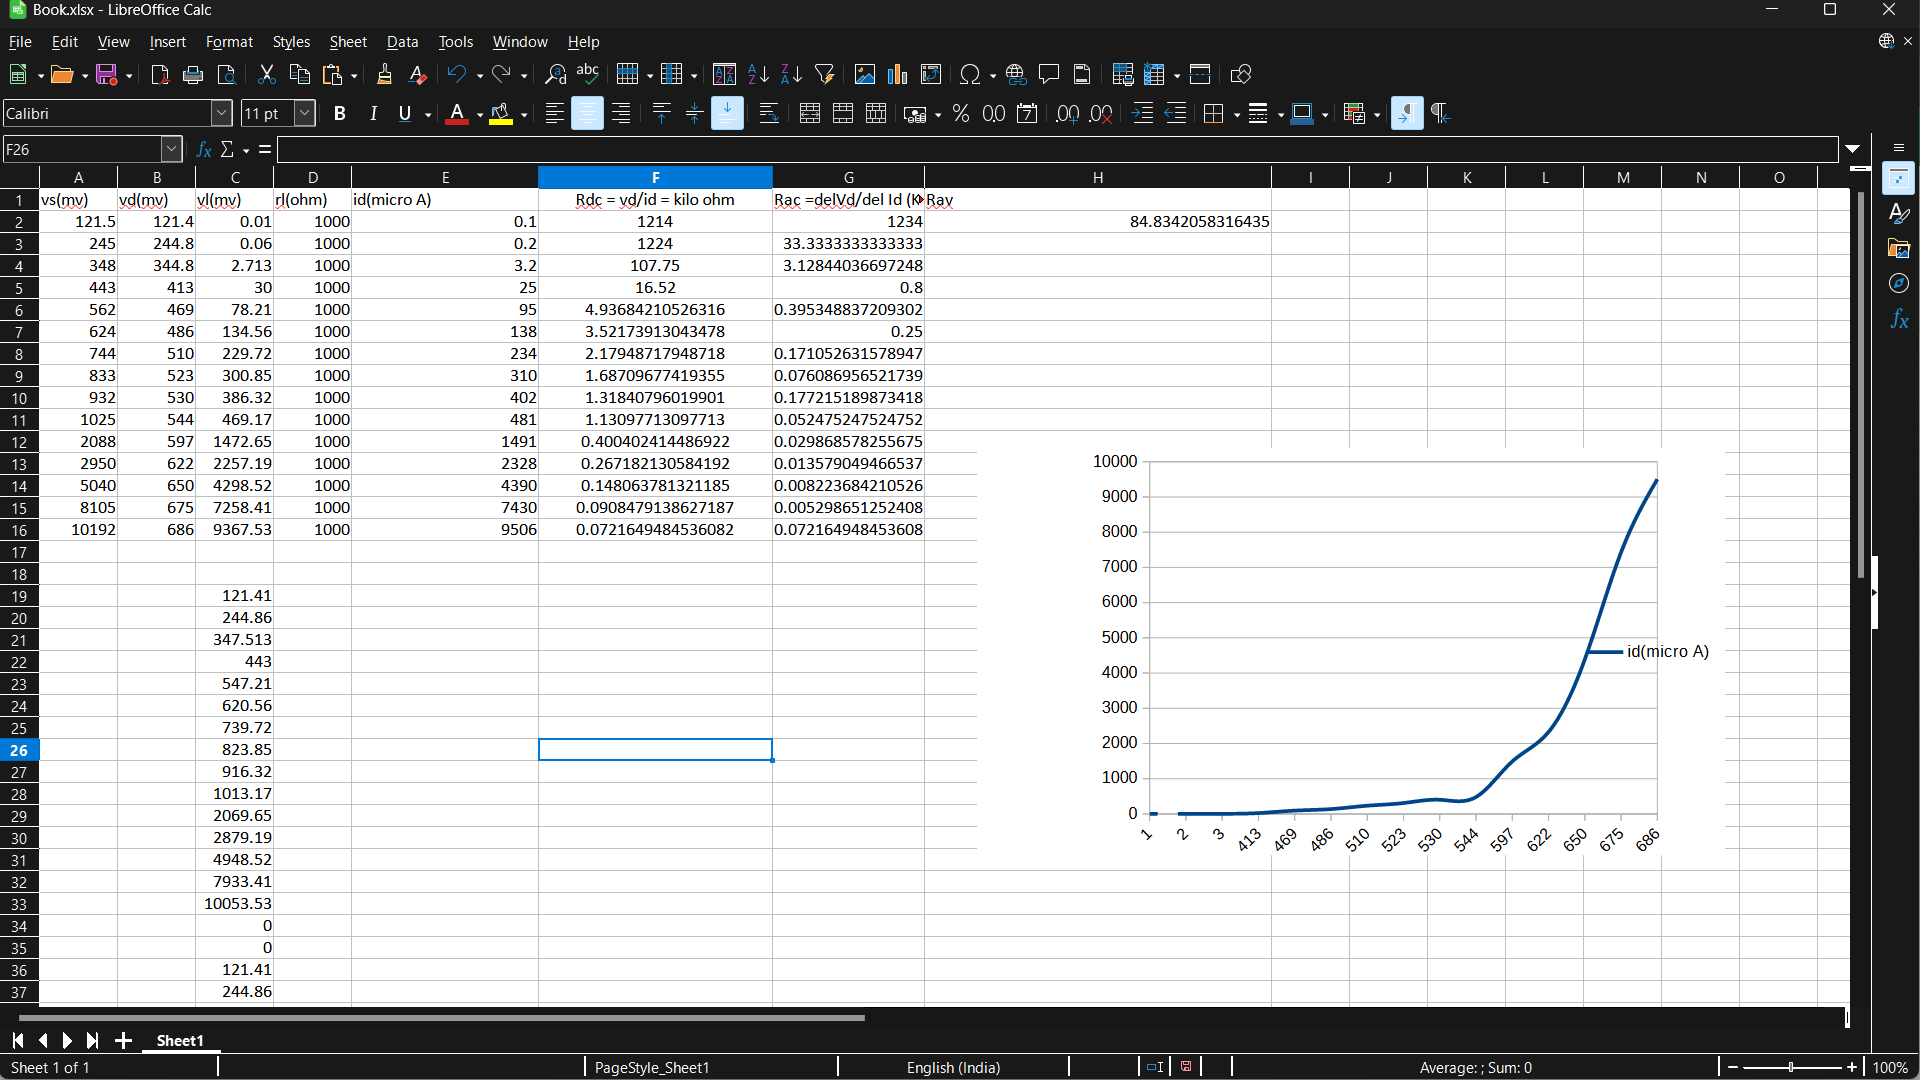 Book.xlsx - LibreOffice Calc
File Edit View Insert Format Styles Sheet Data Tools Window Help
Calibri 11 pt
F26
A B C D E F G H I J K L M N O
1 vs(mv) vd(mv) vl(mv) rl(ohm) id(micro A) Rdc = vd/id = kilo ohm Rac =delVd/del Id (K Rav
2 121.5 121.4 0.01 1000 0.1 1214 1234 84.8342058316435
3 245 244.8 0.06 1000 0.2 1224 33.3333333333333
4 348 344.8 2.713 1000 3.2 107.75 3.12844036697248
5 443 413 30 1000 25 16.52 0.8
6 562 469 78.21 1000 95 4.93684210526316 0.395348837209302
7 624 486 134.56 1000 138 3.52173913043478 0.25
8 744 510 229.72 1000 234 2.17948717948718 0.171052631578947
9 833 523 300.85 1000 310 1.68709677419355 0.076086956521739
10 932 530 386.32 1000 402 1.31840796019901 0.177215189873418
11 1025 544 469.17 1000 481 1.13097713097713 0.052475247524752
12 2088 597 1472.65 1000 1491 0.400402414486922 0.029868578255675
13 2950 622 2257.19 1000 2328 0.267182130584192 0.013579049466537
14 5040 650 4298.52 1000 4390 0.148063781321185 0.008223684210526
15 8105 675 7258.41 1000 7430 0.0908479138627187 0.005298651252408
16 10192 686 9367.53 1000 9506 0.0721649484536082 0.072164948453608
17
18
19 121.41
20 244.86
21 347.513
22 443
23 547.21
24 620.56
25 739.72
26 823.85
27 916.32
28 1013.17
29 2069.65
30 2879.19
31 4948.52
32 7933.41
33 10053.53
34 0
35 0
36 121.41
37 244.86
10000
9000
8000
7000
6000
5000
4000
3000
2000
1000
0
id(micro A)
1 2 3 413 469 486 510 523 530 544 597 622 650 675 686
Sheet1
Sheet 1 of 1 PageStyle_Sheet1 English (India) Average: ; Sum: 0 100%